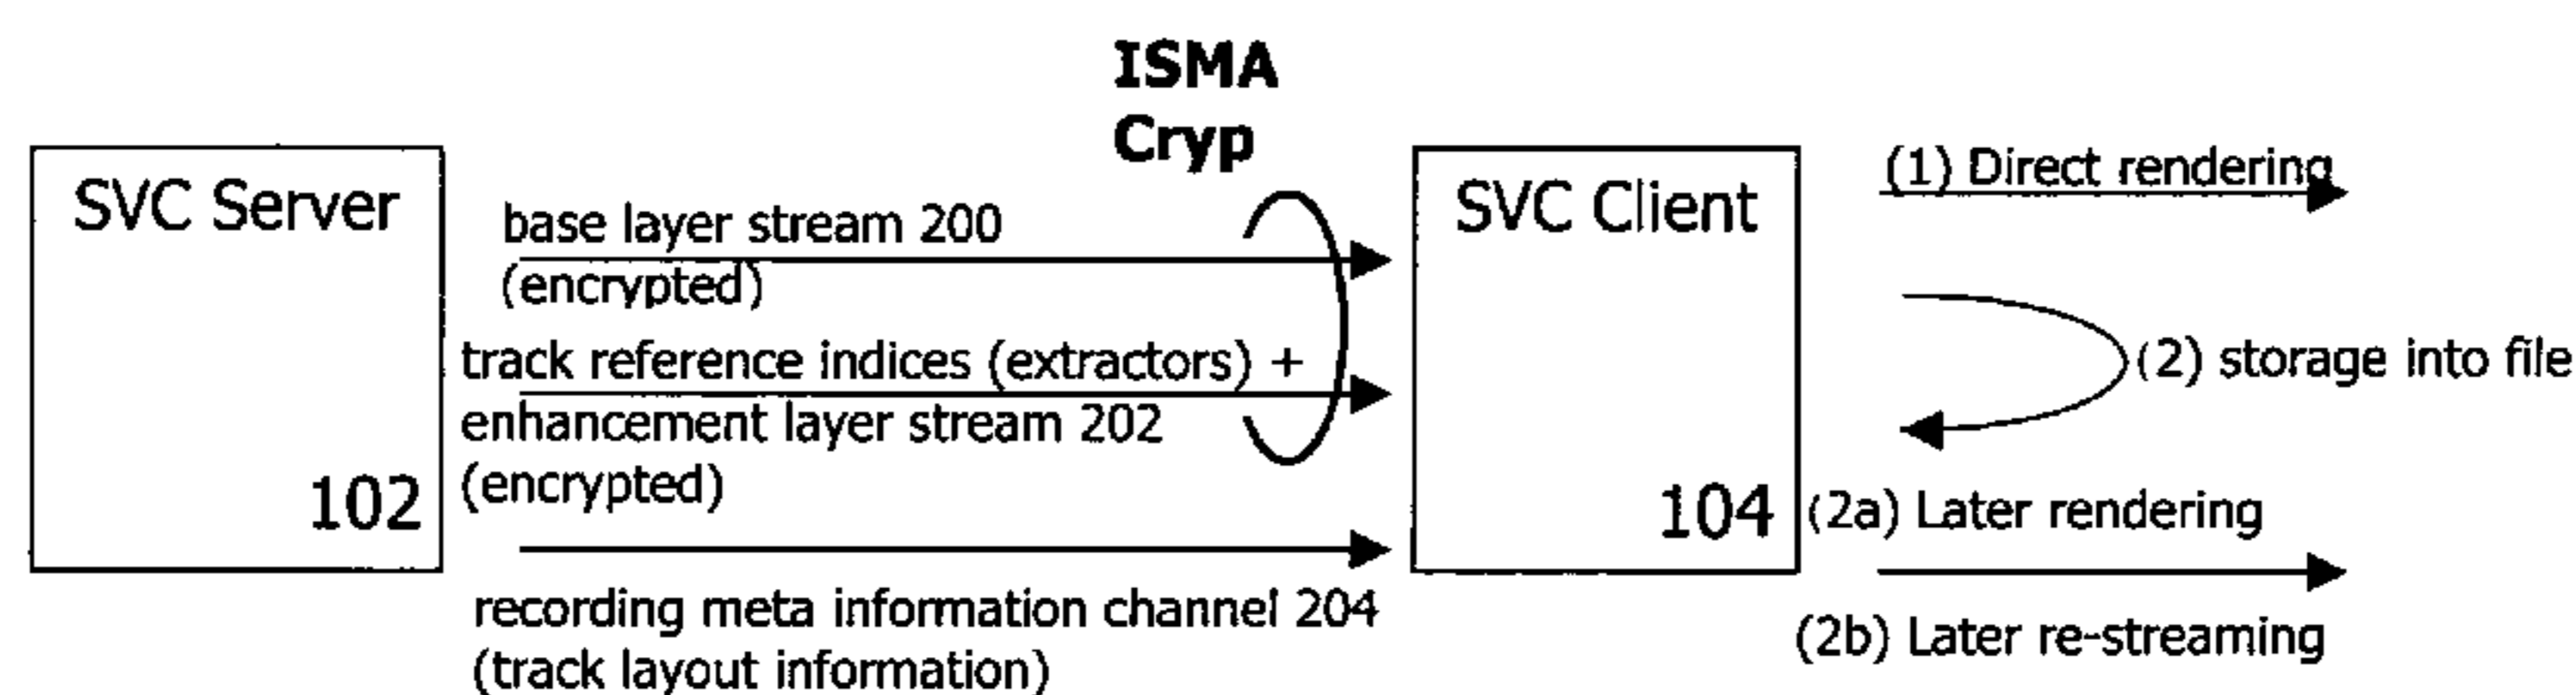 ISMA
Cryp
SVC Server
102
base layer stream 200
(encrypted)
track reference indices (extractors) +
enhancement layer stream 202
(encrypted)
recording meta information channel 204
(track layout information)
SVC Client
104
(1) Direct rendering
(2) storage into file
(2a) Later rendering
(2b) Later re-streaming